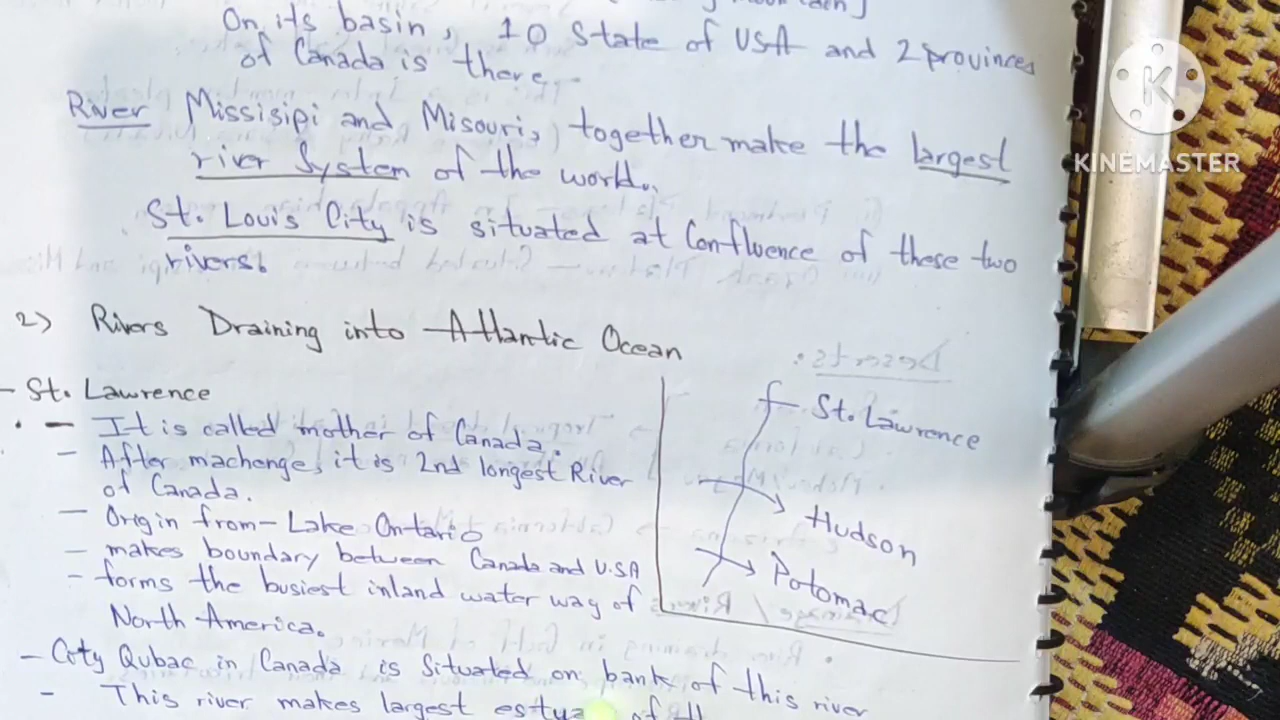 On its basin, 10 State of USA and 2 provinces
of Canada is there.
River Missisipi and Misouri, together make the largest
river System of the world.
St. Louis City is situated at Confluence of these two
rivers.
2) Rivers Draining into Atlantic Ocean
- St. Lawrence
- It is called mother of Canada.
- After machenge, it is 2nd longest River
of Canada.
- Origin from - Lake Ontario
- makes boundary between Canada and U.S.A
- forms the busiest inland water way of
North America.
- City Qubac in Canada is Situated on bank of this river
- This river makes largest
St. Lawrence
Hudson
Potomac
K
KINEMASTER